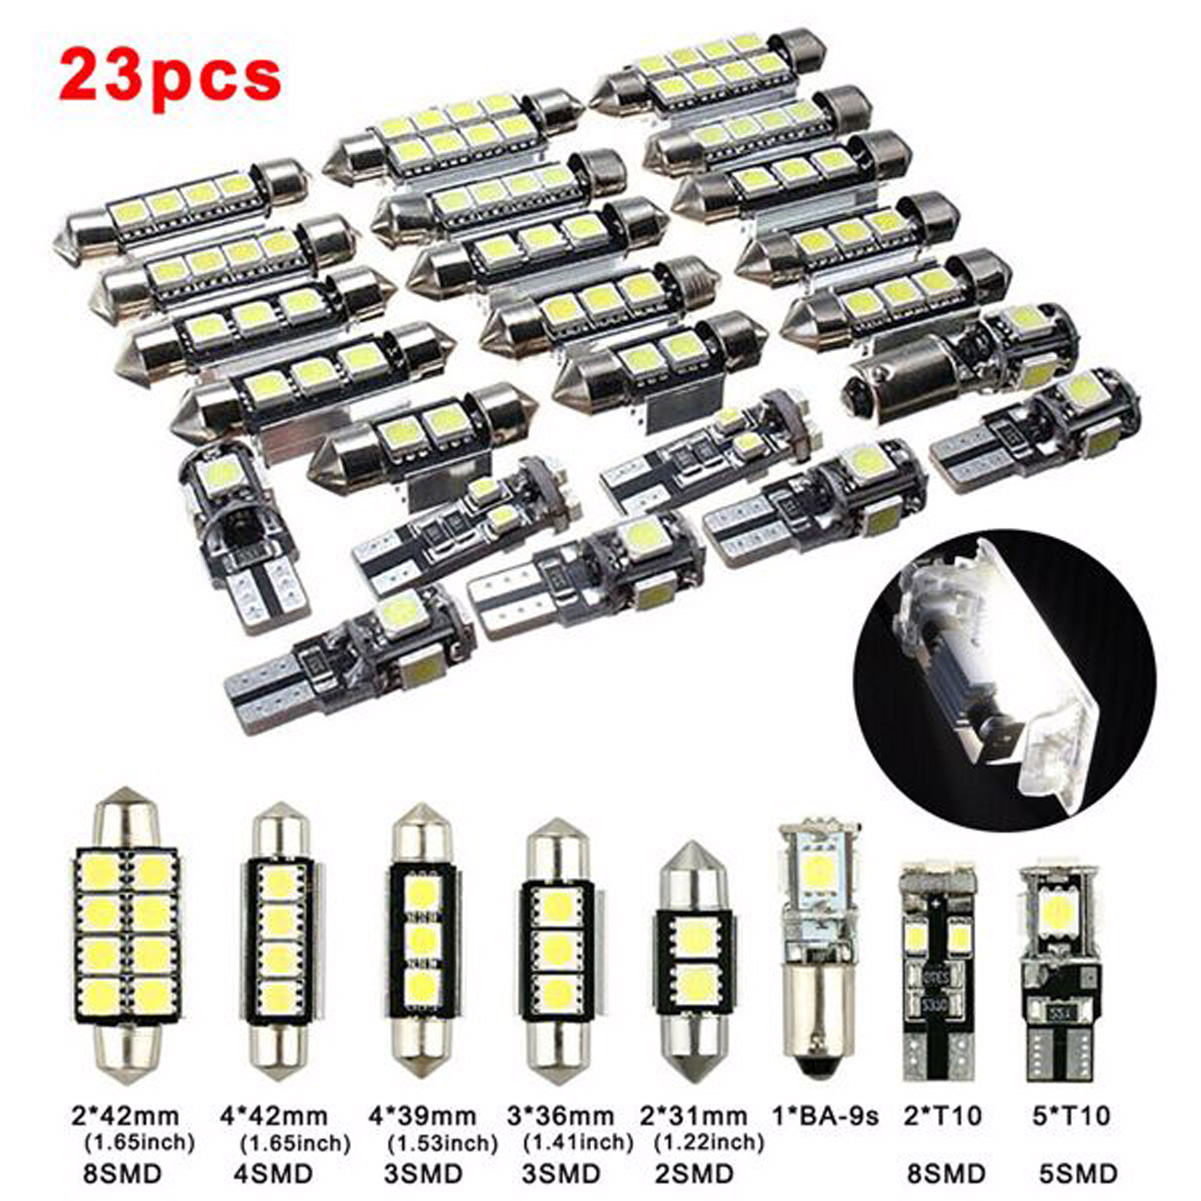 23pcs
2*42mm 4*42mm 4*39mm 3*36mm 2*31mm 1*BA-9s 2*T10 5*T10
(1.65inch) (1.65inch) (1.53inch) (1.41inch) (1.22inch)
8SMD 4SMD 3SMD 3SMD 2SMD 8SMD 5SMD